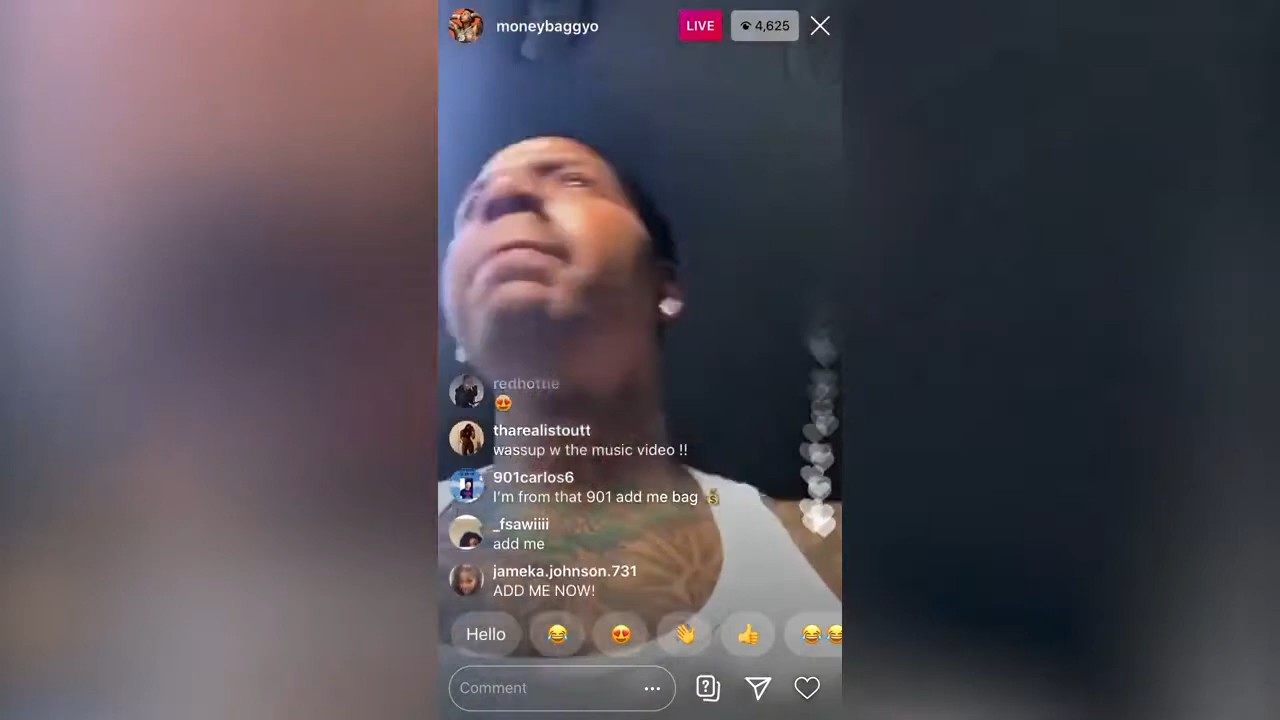 moneybaggyo
LIVE
4,625
redhottie
😍
tharealistoutt
wassup w the music video !!
901carlos6
I'm from that 901 add me bag 💰
_fsawiiii
add me
jameka.johnson.731
ADD ME NOW!
Hello 😂 😍 👋 👍 😂😂
Comment